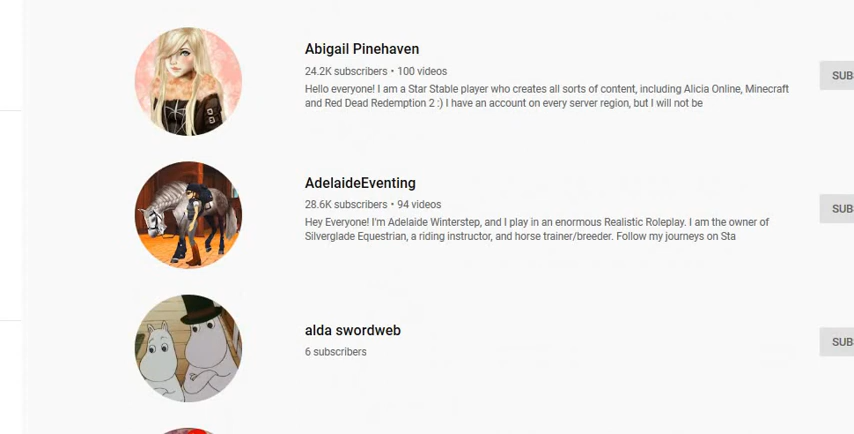 Abigail Pinehaven
24.2K subscribers • 100 videos
Hello everyone! I am a Star Stable player who creates all sorts of content, including Alicia Online, Minecraft
and Red Dead Redemption 2 :) I have an account on every server region, but I will not be
SUB
AdelaideEventing
28.6K subscribers • 94 videos
Hey Everyone! I'm Adelaide Winterstep, and I play in an enormous Realistic Roleplay. I am the owner of
Silverglade Equestrian, a riding instructor, and horse trainer/breeder. Follow my journeys on Sta
SUB
alda swordweb
6 subscribers
SUB